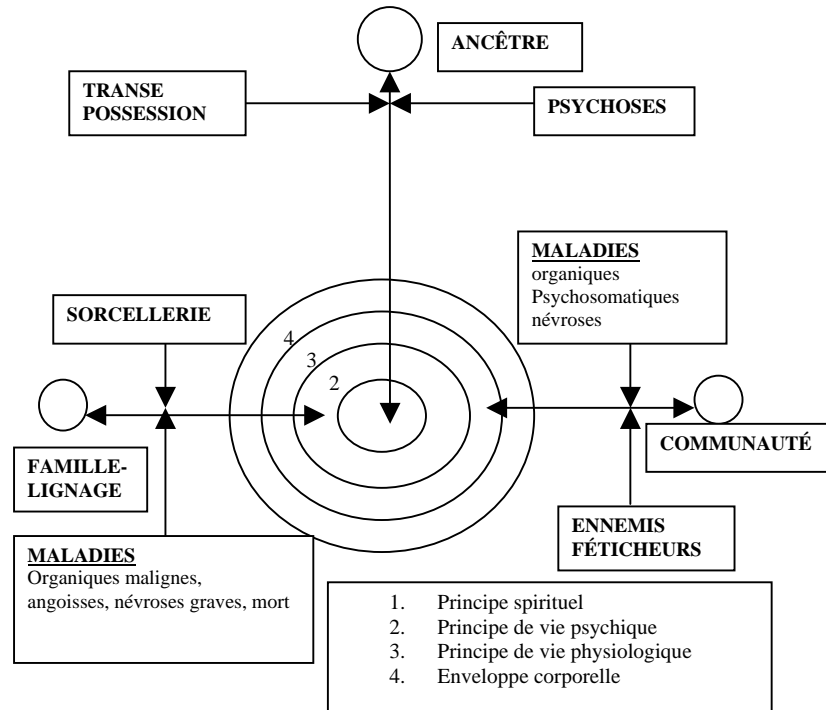 ANCÊTRE
TRANSE
POSSESSION
PSYCHOSES
MALADIES
organiques
Psychosomatiques
névroses
SORCELLERIE
4
3
2
FAMILLE-
LIGNAGE
COMMUNAUTÉ
ENNEMIS
FÉTICHEURS
MALADIES
Organiques malignes,
angoisses, névroses graves, mort
1. Principe spirituel
2. Principe de vie psychique
3. Principe de vie physiologique
4. Enveloppe corporelle